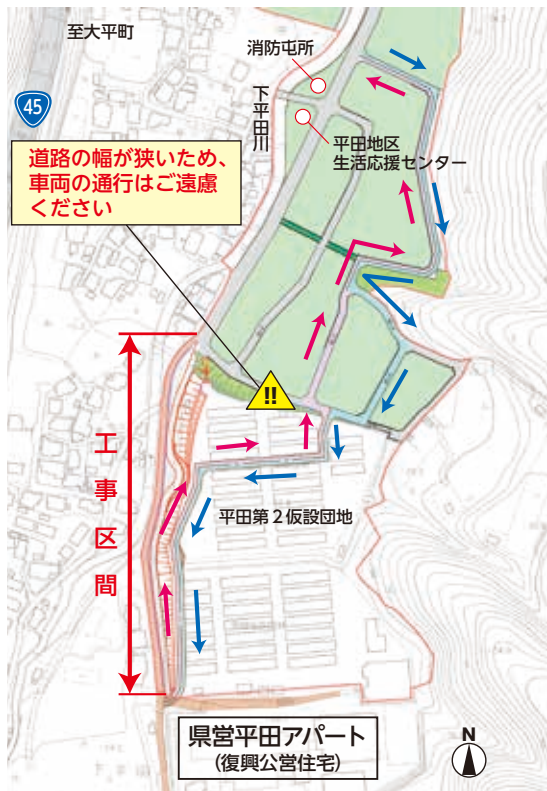 至大平町
消防屯所
45
下平田川
平田地区
生活応援センター
道路の幅が狭いため、
車両の通行はご遠慮
ください
!!
工事区間
平田第2仮設団地
県営平田アパート
(復興公営住宅)
N